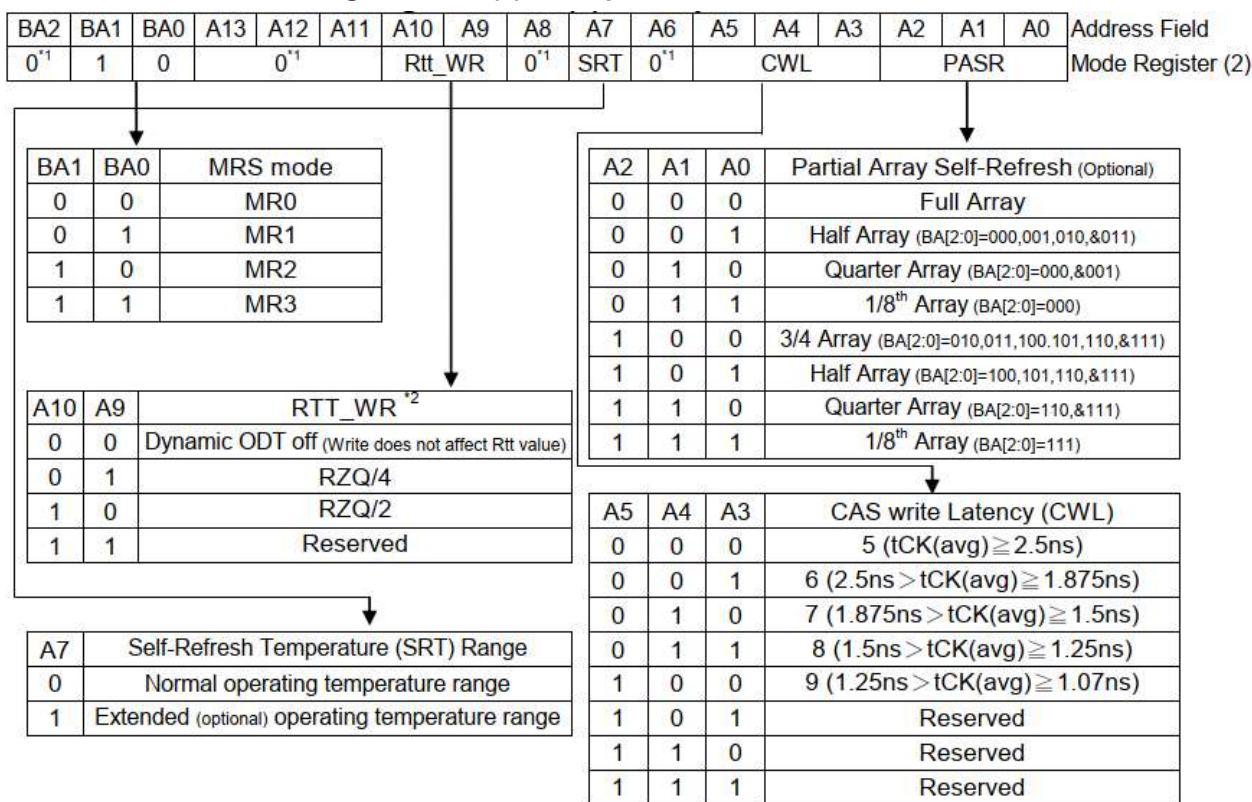 BA2 BA1 BA0 A13 A12 A11 A10 A9 A8 A7 A6 A5 A4 A3 A2 A1 A0 Address Field
0*1 1 0 0*1 Rtt_WR 0*1 SRT 0*1 CWL PASR Mode Register (2)
BA1 BA0 MRS mode
0 0 MR0
0 1 MR1
1 0 MR2
1 1 MR3
A2 A1 A0 Partial Array Self-Refresh (Optional)
0 0 0 Full Array
0 0 1 Half Array (BA[2:0]=000,001,010,&011)
0 1 0 Quarter Array (BA[2:0]=000,&001)
0 1 1 1/8th Array (BA[2:0]=000)
1 0 0 3/4 Array (BA[2:0]=010,011,100.101,110,&111)
1 0 1 Half Array (BA[2:0]=100,101,110,&111)
1 1 0 Quarter Array (BA[2:0]=110,&111)
1 1 1 1/8th Array (BA[2:0]=111)
A10 A9 RTT_WR *2
0 0 Dynamic ODT off (Write does not affect Rtt value)
0 1 RZQ/4
1 0 RZQ/2
1 1 Reserved
A5 A4 A3 CAS write Latency (CWL)
0 0 0 5 (tCK(avg)≧2.5ns)
0 0 1 6 (2.5ns>tCK(avg)≧1.875ns)
0 1 0 7 (1.875ns>tCK(avg)≧1.5ns)
0 1 1 8 (1.5ns>tCK(avg)≧1.25ns)
1 0 0 9 (1.25ns>tCK(avg)≧1.07ns)
1 0 1 Reserved
1 1 0 Reserved
1 1 1 Reserved
A7 Self-Refresh Temperature (SRT) Range
0 Normal operating temperature range
1 Extended (optional) operating temperature range